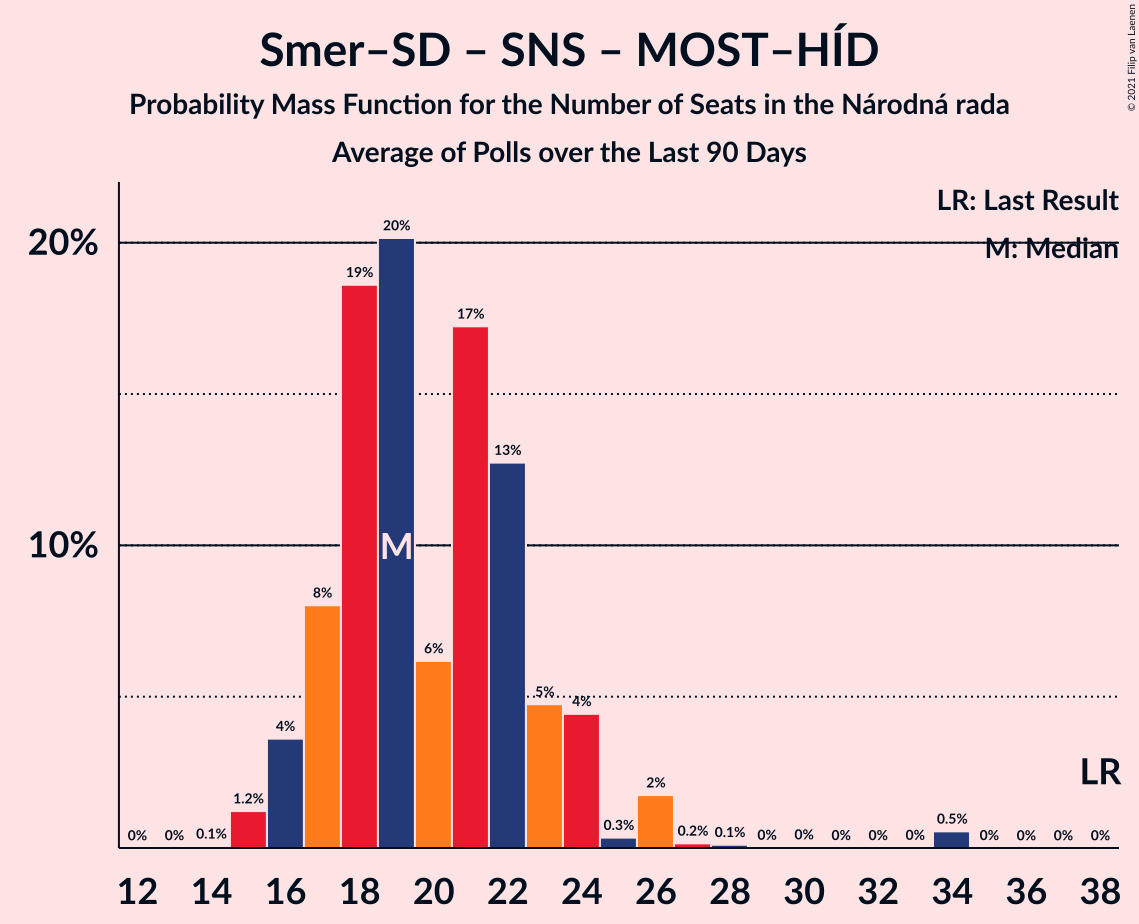 Smer–SD – SNS – MOST–HÍD
Probability Mass Function for the Number of Seats in the Národná rada
Average of Polls over the Last 90 Days
© 2021 Filip van Laenen
LR: Last Result
M: Median
20%
10%
0% 0% 0.1% 1.2% 4% 8% 19% 20% 6% 17% 13% 5% 4% 0.3% 2% 0.2% 0.1% 0% 0% 0% 0% 0% 0.5% 0% 0% 0% 0%
M
LR
12 14 16 18 20 22 24 26 28 30 32 34 36 38